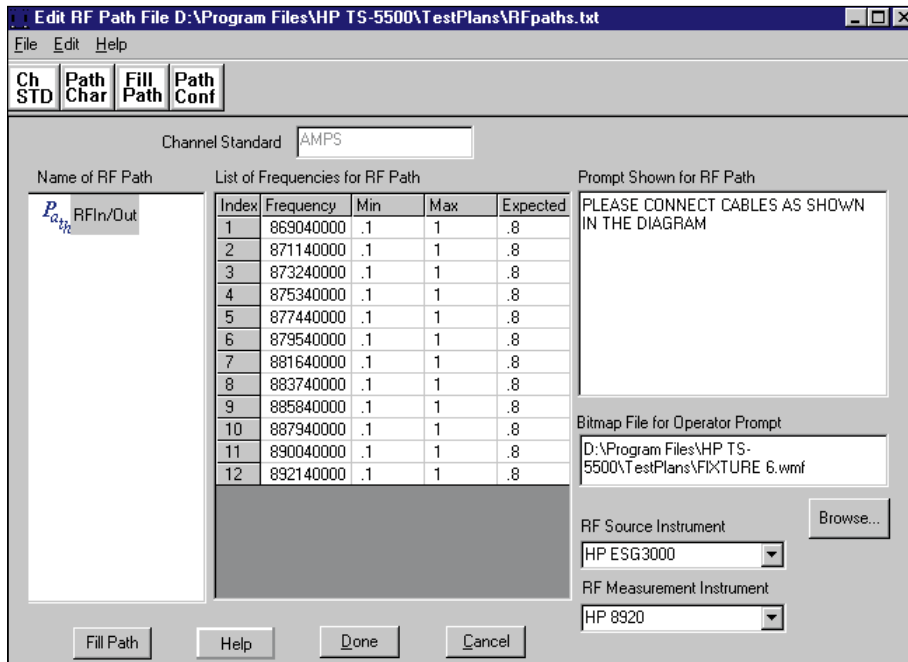 Edit RF Path File D:\Program Files\HP TS-5500\TestPlans\RFpaths.txt
File Edit Help
Ch STD
Path Char
Fill Path
Path Conf
Channel Standard AMPS
Name of RF Path
Path RFIn/Out
List of Frequencies for RF Path
Index Frequency Min Max Expected
1 869040000 .1 1 .8
2 871140000 .1 1 .8
3 873240000 .1 1 .8
4 875340000 .1 1 .8
5 877440000 .1 1 .8
6 879540000 .1 1 .8
7 881640000 .1 1 .8
8 883740000 .1 1 .8
9 885840000 .1 1 .8
10 887940000 .1 1 .8
11 890040000 .1 1 .8
12 892140000 .1 1 .8
Prompt Shown for RF Path
PLEASE CONNECT CABLES AS SHOWN
IN THE DIAGRAM
Bitmap File for Operator Prompt
D:\Program Files\HP TS-
5500\TestPlans\FIXTURE 6.wmf
Browse...
RF Source Instrument
HP ESG3000
RF Measurement Instrument
HP 8920
Fill Path Help Done Cancel